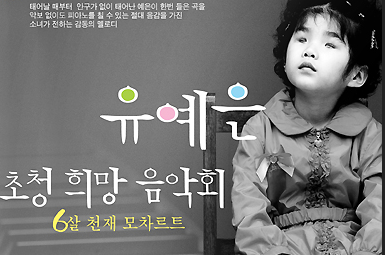 태어날 때부터 안구가 없이 태어난 예은이 한번 들은 곡을
악보 없이도 피아노를 칠 수 있는 절대 음감을 가진
소녀가 전하는 감동의 멜로디
유예은
초청 희망 음악회
6살 천재 모차르트